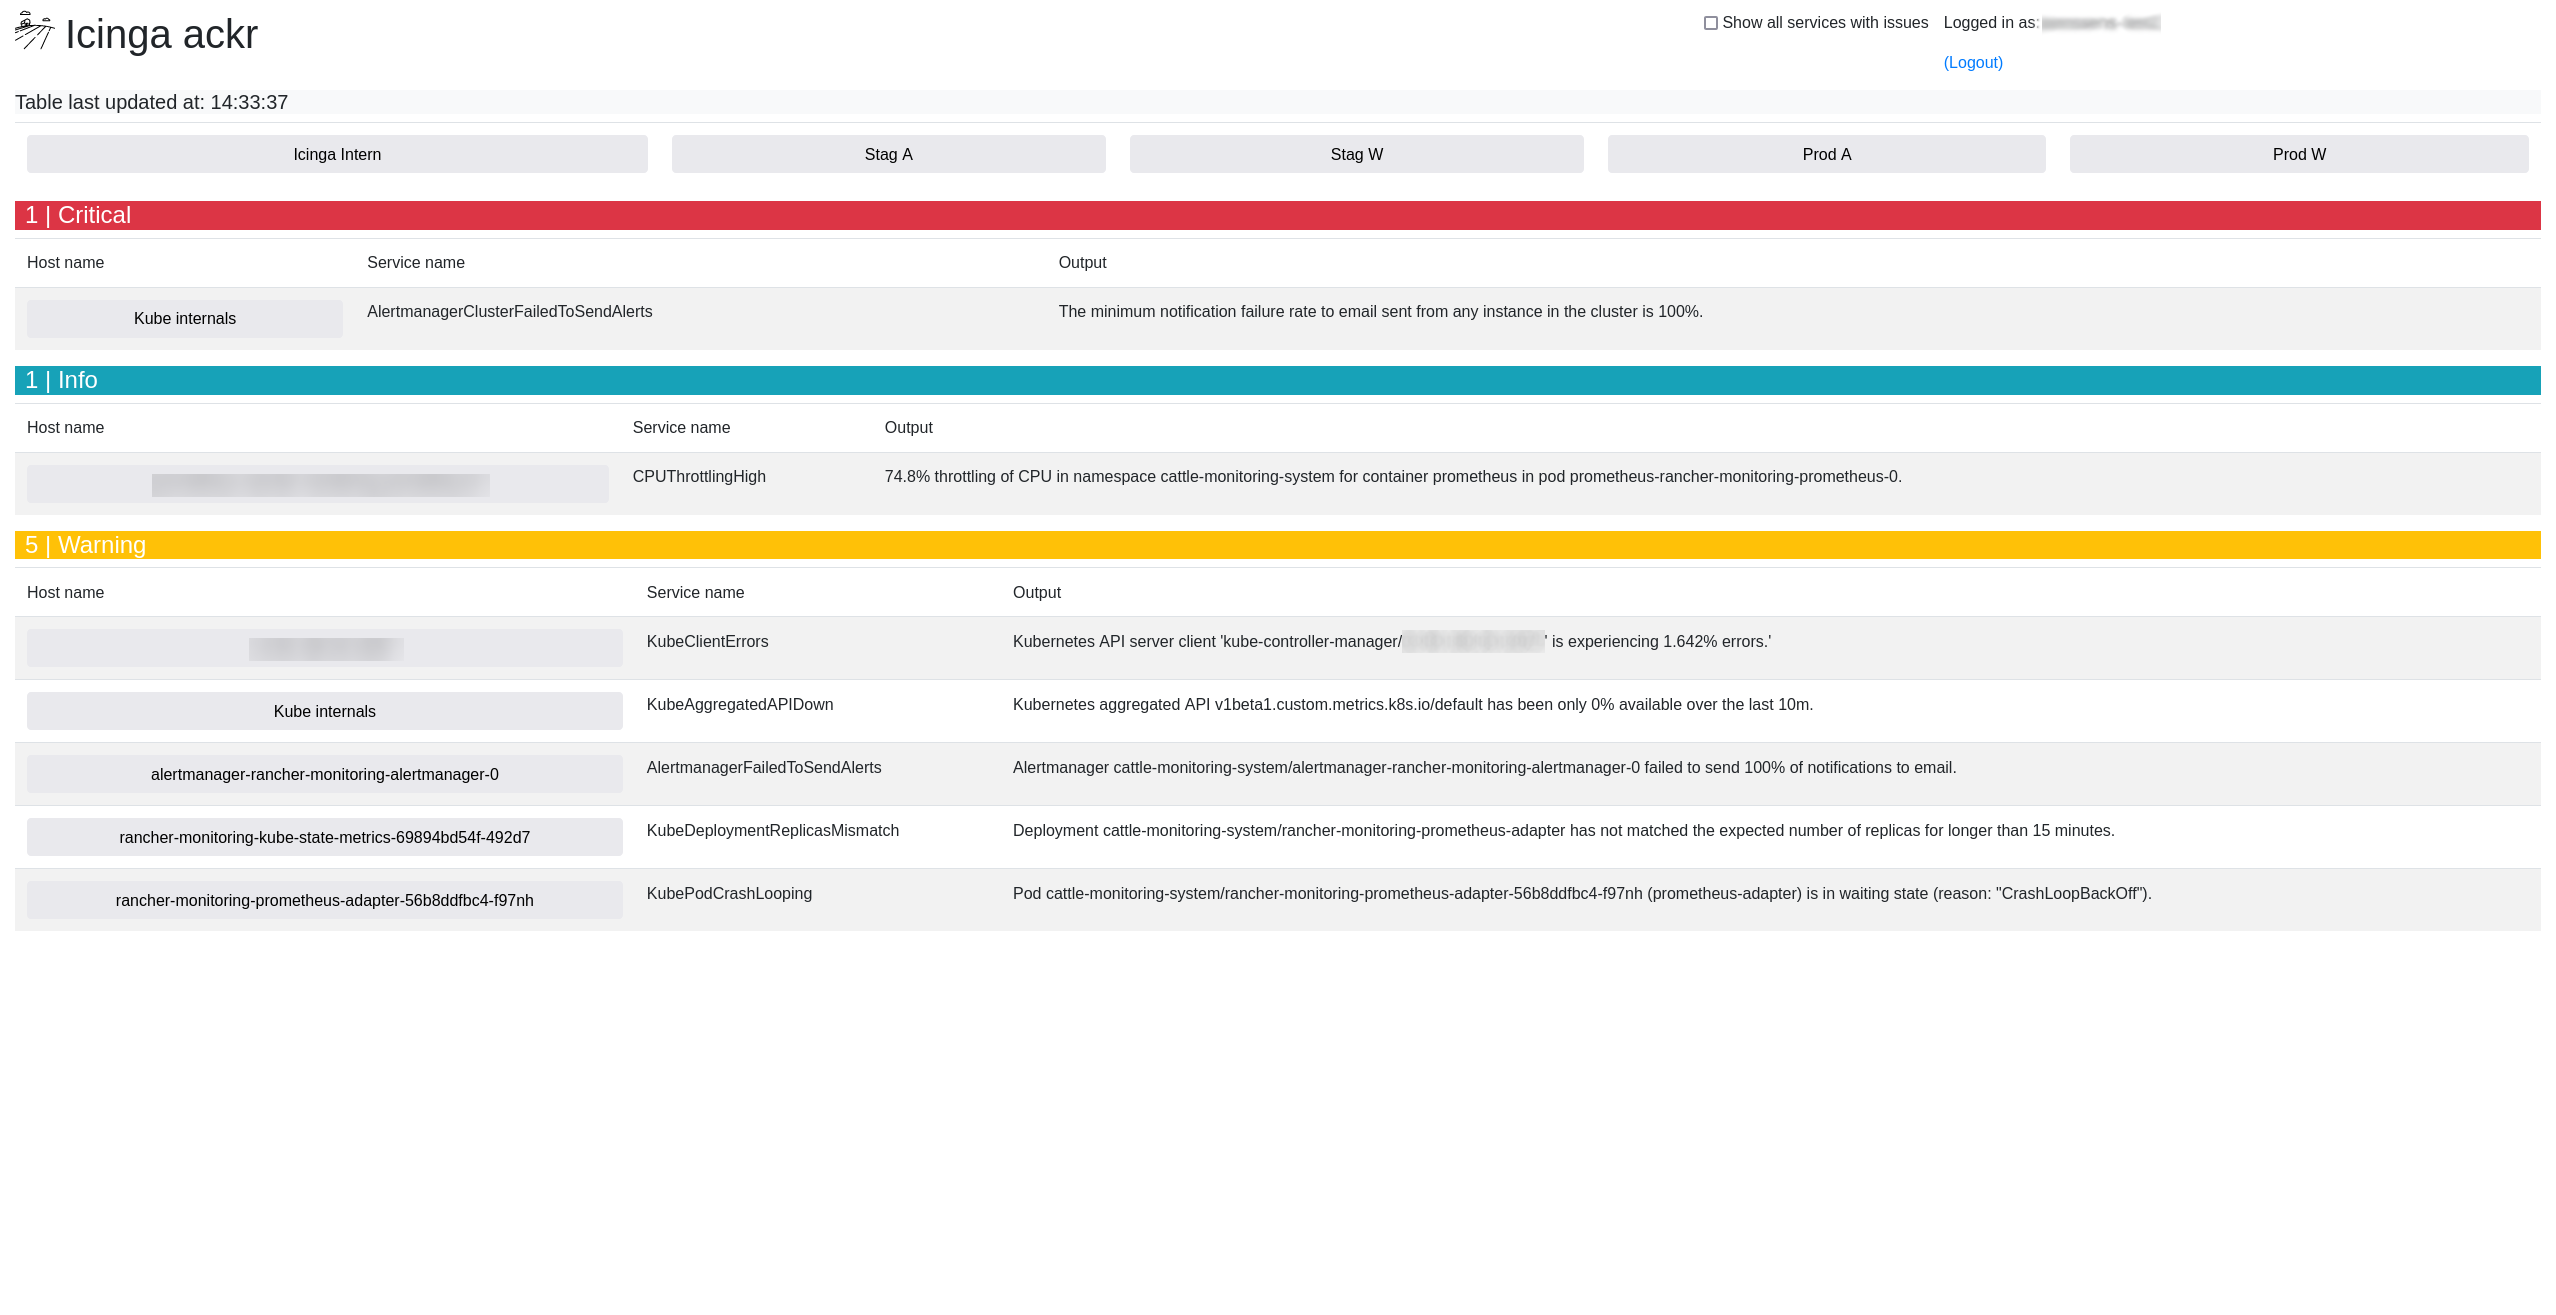 Icinga ackr
Show all services with issues Logged in as:
(Logout)
Table last updated at: 14:33:37
Icinga Intern Stag A Stag W Prod A Prod W
1 | Critical
Host name Service name Output
Kube internals AlertmanagerClusterFailedToSendAlerts The minimum notification failure rate to email sent from any instance in the cluster is 100%.
1 | Info
Host name Service name Output
CPUThrottlingHigh 74.8% throttling of CPU in namespace cattle-monitoring-system for container prometheus in pod prometheus-rancher-monitoring-prometheus-0.
5 | Warning
Host name Service name Output
KubeClientErrors Kubernetes API server client 'kube-controller-manager/ ' is experiencing 1.642% errors.'
Kube internals KubeAggregatedAPIDown Kubernetes aggregated API v1beta1.custom.metrics.k8s.io/default has been only 0% available over the last 10m.
alertmanager-rancher-monitoring-alertmanager-0 AlertmanagerFailedToSendAlerts Alertmanager cattle-monitoring-system/alertmanager-rancher-monitoring-alertmanager-0 failed to send 100% of notifications to email.
rancher-monitoring-kube-state-metrics-69894bd54f-492d7 KubeDeploymentReplicasMismatch Deployment cattle-monitoring-system/rancher-monitoring-prometheus-adapter has not matched the expected number of replicas for longer than 15 minutes.
rancher-monitoring-prometheus-adapter-56b8ddfbc4-f97nh KubePodCrashLooping Pod cattle-monitoring-system/rancher-monitoring-prometheus-adapter-56b8ddfbc4-f97nh (prometheus-adapter) is in waiting state (reason: "CrashLoopBackOff").